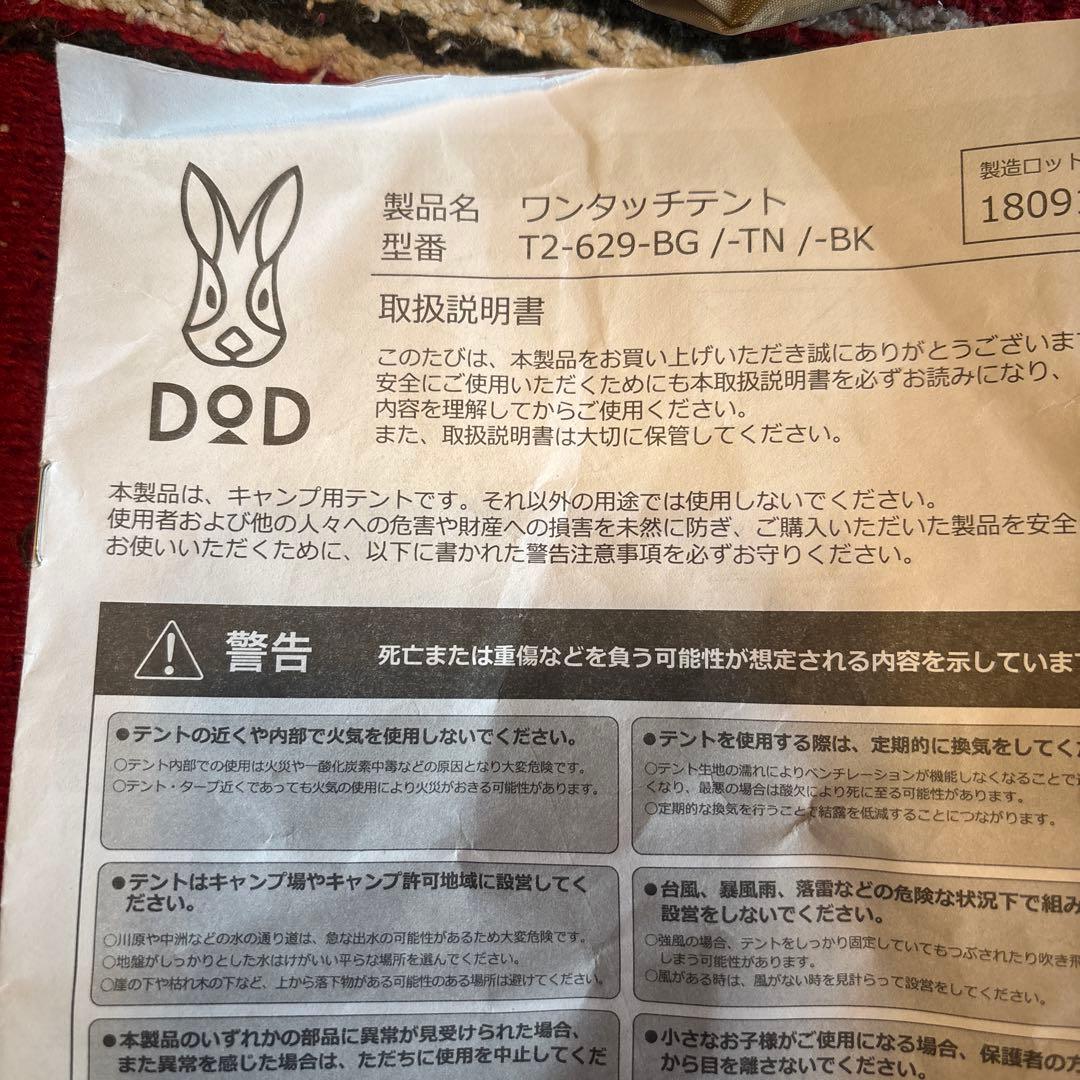 製造ロット
1809
製品名 ワンタッチテント
型番 T2-629-BG /-TN /-BK
取扱説明書
DOD
このたびは、本製品をお買い上げいただき誠にありがとうございま
安全にご使用いただくためにも本取扱説明書を必ずお読みになり、
内容を理解してからご使用ください。
また、取扱説明書は大切に保管してください。
本製品は、キャンプ用テントです。それ以外の用途では使用しないでください。
使用者および他の人々への危害や財産への損害を未然に防ぎ、ご購入いただいた製品を安全
お使いいただくために、以下に書かれた警告注意事項を必ずお守りください。
警告 死亡または重傷などを負う可能性が想定される内容を示していま
●テントの近くや内部で火気を使用しないでください。
○テント内部での使用は火災や一酸化炭素中毒などの原因となり大変危険です。
○テント・タープ近くであっても火気の使用により火災がおきる可能性があります。
●テントを使用する際は、定期的に換気をしてく
○テント生地の濡れによりベンチレーションが機能しなくなることで
くなり、最悪の場合は酸欠により死に至る可能性があります。
○定期的な換気を行うことで結露を低減することにつながります。
●テントはキャンプ場やキャンプ許可地域に設営してく
ださい。
○川原や中洲などの水の通り道は、急な出水の可能性があるため大変危険です。
○地盤がしっかりとした水はけがいい平らな場所を選んでください。
○崖の下や枯れ木の下など、上から落下物がある可能性のある場所は避けてください。
●台風、暴風雨、落雷などの危険な状況下で組み
設営をしないでください。
○強風の場合、テントをしっかり固定していてもつぶされたり吹き飛
しまう可能性があります。
○風がある時は、風がない時を見計らって設営をしてください。
●本製品のいずれかの部品に異常が見受けられた場合、
また異常を感じた場合は、ただちに使用を中止してくだ
●小さなお子様がご使用になる場合、保護者の方
から目を離さないでください。